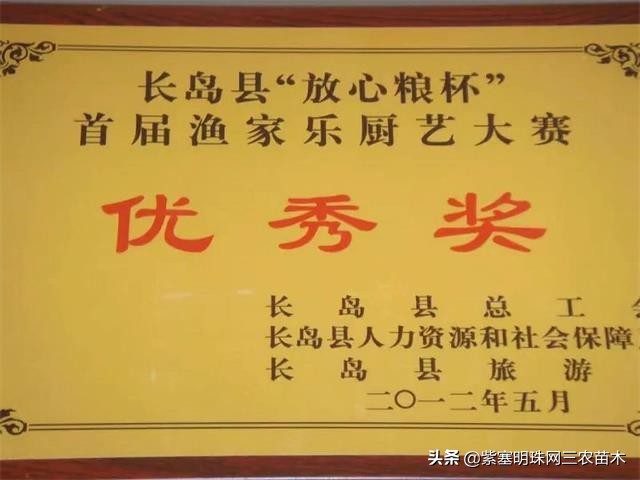 长岛县“放心粮杯”
首届渔家乐厨艺大赛
优秀奖
长岛县总工会
长岛县人力资源和社会保障
长岛县旅游
二〇一二年五月
头条@紫塞明珠网三农苗木